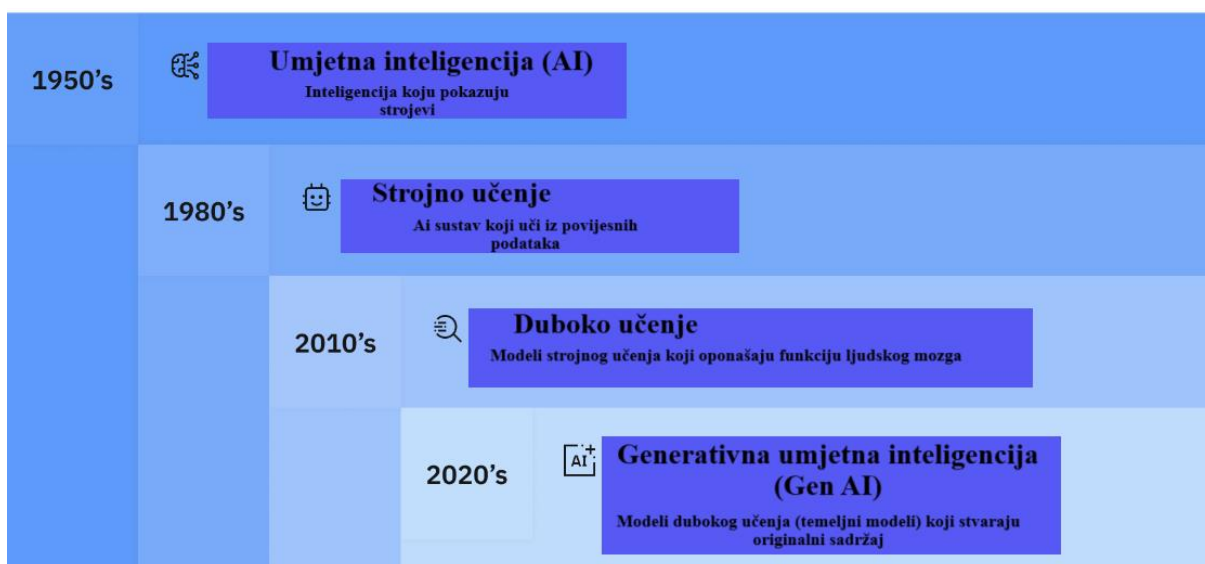 1950's
Umjetna inteligencija (AI)
Inteligencija koju pokazuju
strojevi
1980's
Strojno učenje
Ai sustav koji uči iz povijesnih
podataka
2010's
Duboko učenje
Modeli strojnog učenja koji oponašaju funkciju ljudskog mozga
2020's
AI
Generativna umjetna inteligencija
(Gen AI)
Modeli dubokog učenja (temeljni modeli) koji stvaraju
originalni sadržaj